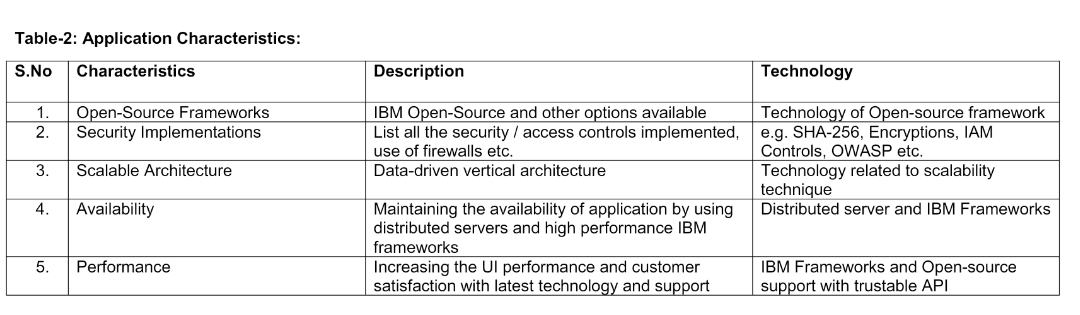 Table-2: Application Characteristics:
S.No Characteristics Description Technology
1. Open-Source Frameworks IBM Open-Source and other options available Technology of Open-source framework
2. Security Implementations List all the security / access controls implemented, e.g. SHA-256, Encryptions, IAM
use of firewalls etc. Controls, OWASP etc.
3. Scalable Architecture Data-driven vertical architecture Technology related to scalability
technique
4. Availability Maintaining the availability of application by using Distributed server and IBM Frameworks
distributed servers and high performance IBM
frameworks
5. Performance Increasing the UI performance and customer IBM Frameworks and Open-source
satisfaction with latest technology and support support with trustable API